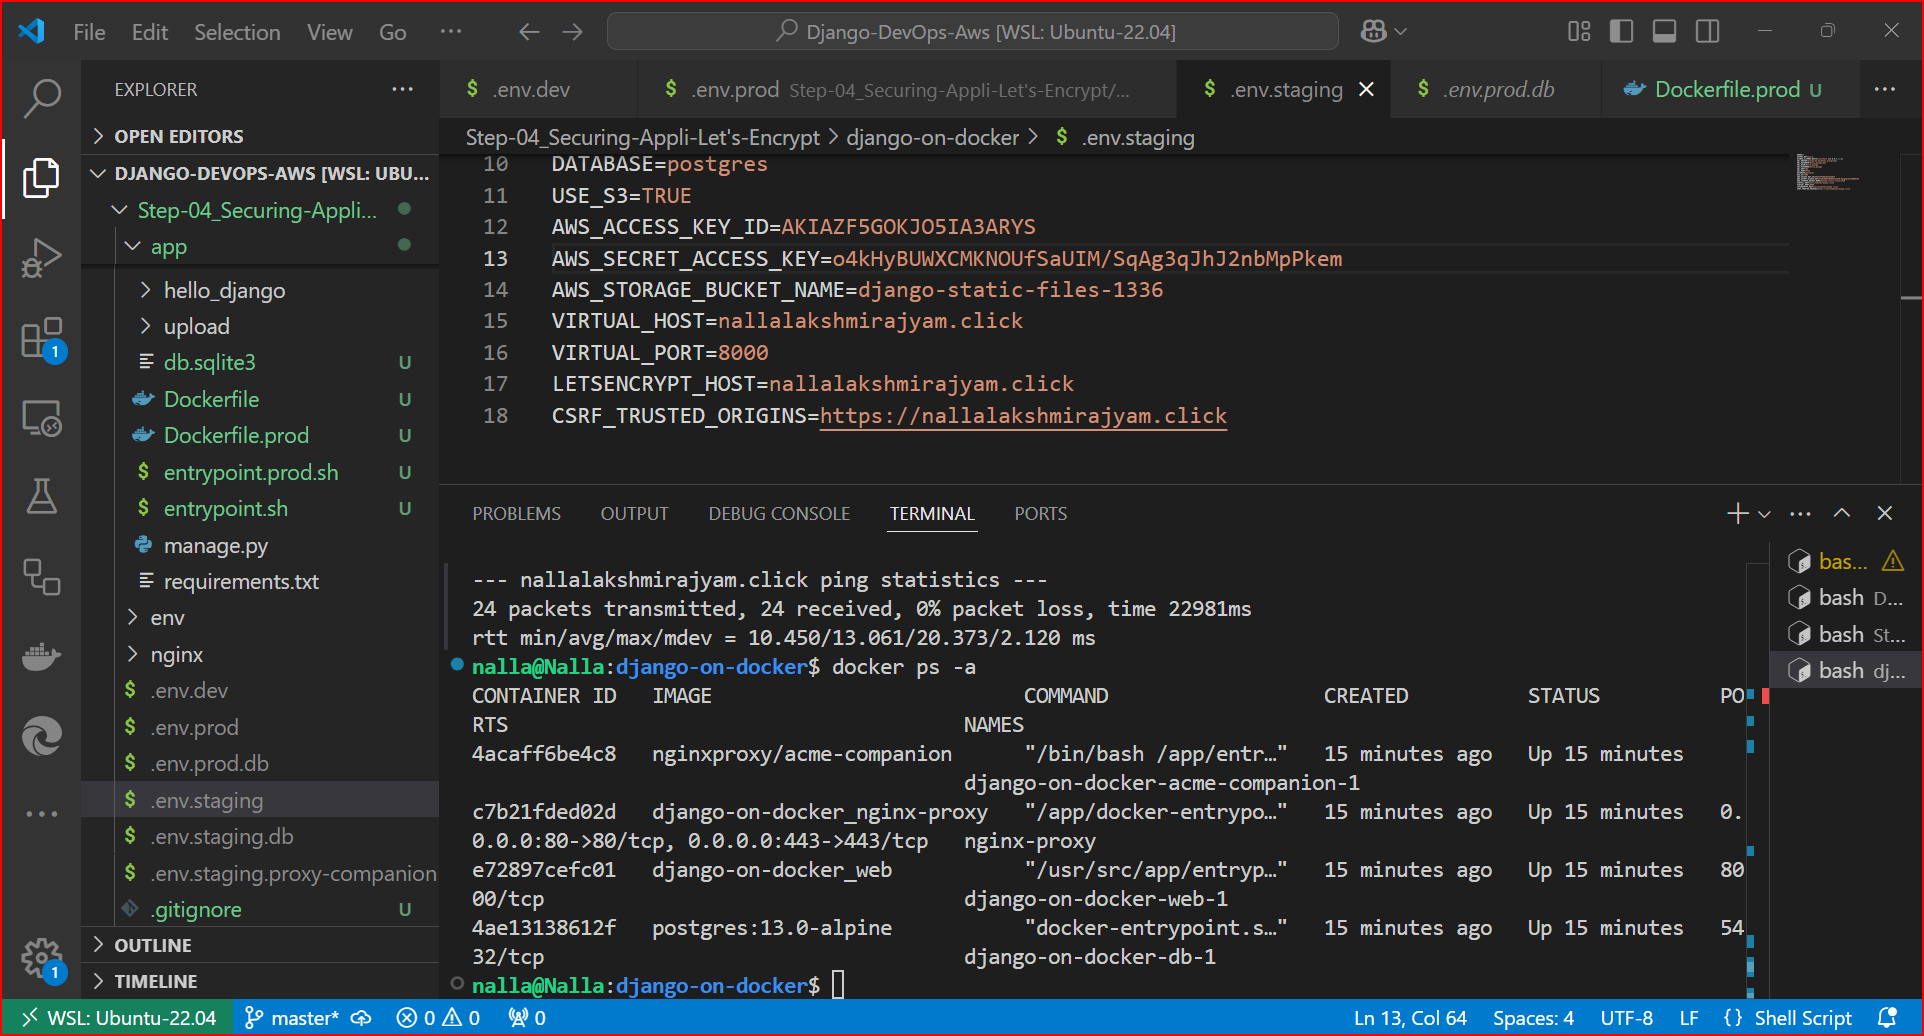 File Edit Selection View Go ··· Django-DevOps-Aws [WSL: Ubuntu-22.04]
EXPLORER
OPEN EDITORS
DJANGO-DEVOPS-AWS [WSL: UBU...
Step-04_Securing-Appli...
app
hello_django
upload
db.sqlite3 U
Dockerfile U
Dockerfile.prod U
entrypoint.prod.sh U
entrypoint.sh U
manage.py
requirements.txt
env
nginx
$ .env.dev
$ .env.prod
$ .env.prod.db
$ .env.staging
$ .env.staging.db
$ .env.staging.proxy-companion
.gitignore U
OUTLINE
TIMELINE
1
1
$ .env.dev $ .env.prod Step-04_Securing-Appli-Let's-Encrypt/... $ .env.staging $ .env.prod.db Dockerfile.prod U
Step-04_Securing-Appli-Let's-Encrypt > django-on-docker > $ .env.staging
10 DATABASE=postgres
11 USE_S3=TRUE
12 AWS_ACCESS_KEY_ID=AKIAZF5GOKJO5IA3ARYS
13 AWS_SECRET_ACCESS_KEY=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
14 AWS_STORAGE_BUCKET_NAME=django-static-files-1336
15 VIRTUAL_HOST=nallalakshmirajyam.click
16 VIRTUAL_PORT=8000
17 LETSENCRYPT_HOST=nallalakshmirajyam.click
18 CSRF_TRUSTED_ORIGINS=https://nallalakshmirajyam.click
PROBLEMS OUTPUT DEBUG CONSOLE TERMINAL PORTS
--- nallalakshmirajyam.click ping statistics ---
24 packets transmitted, 24 received, 0% packet loss, time 22981ms
rtt min/avg/max/mdev = 10.450/13.061/20.373/2.120 ms
nalla@Nalla:django-on-docker$ docker ps -a
CONTAINER ID IMAGE COMMAND CREATED STATUS PO
RTS NAMES
4acaff6be4c8 nginxproxy/acme-companion "/bin/bash /app/entr…" 15 minutes ago Up 15 minutes
django-on-docker-acme-companion-1
c7b21fded02d django-on-docker_nginx-proxy "/app/docker-entrypo…" 15 minutes ago Up 15 minutes 0.
0.0.0:80->80/tcp, 0.0.0.0:443->443/tcp nginx-proxy
e72897cefc01 django-on-docker_web "/usr/src/app/entryp…" 15 minutes ago Up 15 minutes 80
00/tcp django-on-docker-web-1
4ae13138612f postgres:13.0-alpine "docker-entrypoint.s…" 15 minutes ago Up 15 minutes 54
32/tcp django-on-docker-db-1
nalla@Nalla:django-on-docker$
bas...
bash D...
bash St...
bash dj...
WSL: Ubuntu-22.04 master* 0 0 0 Ln 13, Col 64 Spaces: 4 UTF-8 LF {} Shell Script